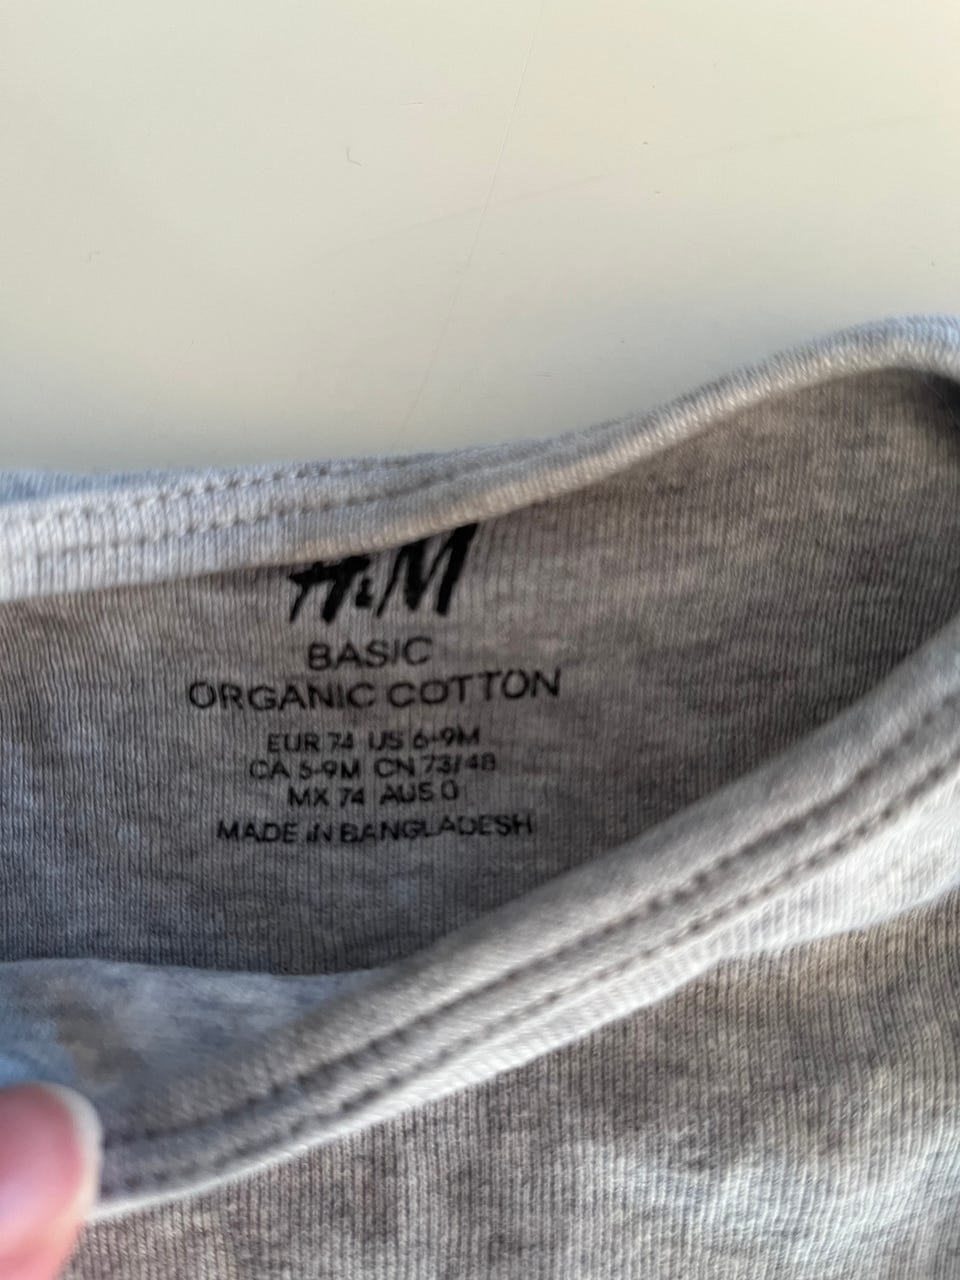 H&M
BASIC
ORGANIC COTTON
EUR 74 US 6-9M
CA 6-9M CN 73/48
MX 74 AUS 0
MADE IN BANGLADESH